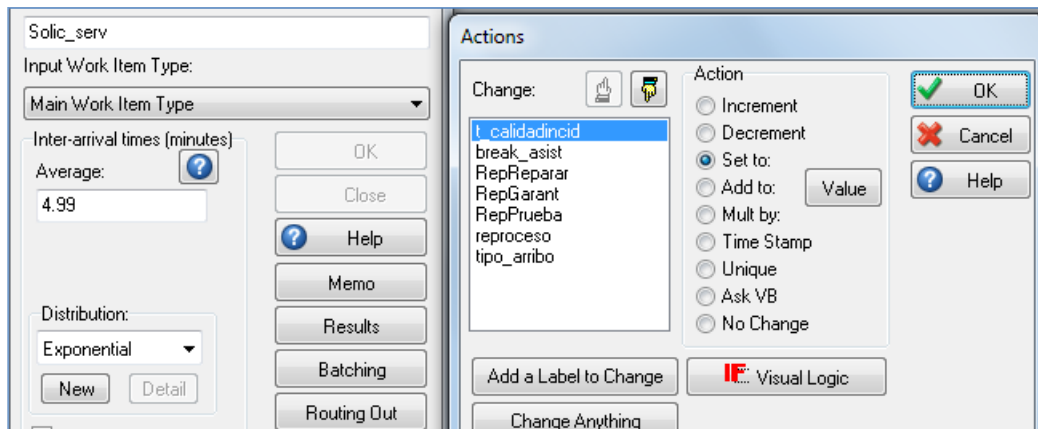 Solic_serv
Input Work Item Type:
Main Work Item Type
Inter-arrival times (minutes)
Average:
4.99
Distribution:
Exponential
New
Detail
OK
Close
Help
Memo
Results
Batching
Routing Out
Actions
Change:
t_calidadincid
break_asist
RepReparar
RepGarant
RepPrueba
reproceso
tipo_arribo
Action
Increment
Decrement
Set to:
Add to:
Value
Mult by:
Time Stamp
Unique
Ask VB
No Change
OK
Cancel
Help
Add a Label to Change
IF Visual Logic
Change Anything